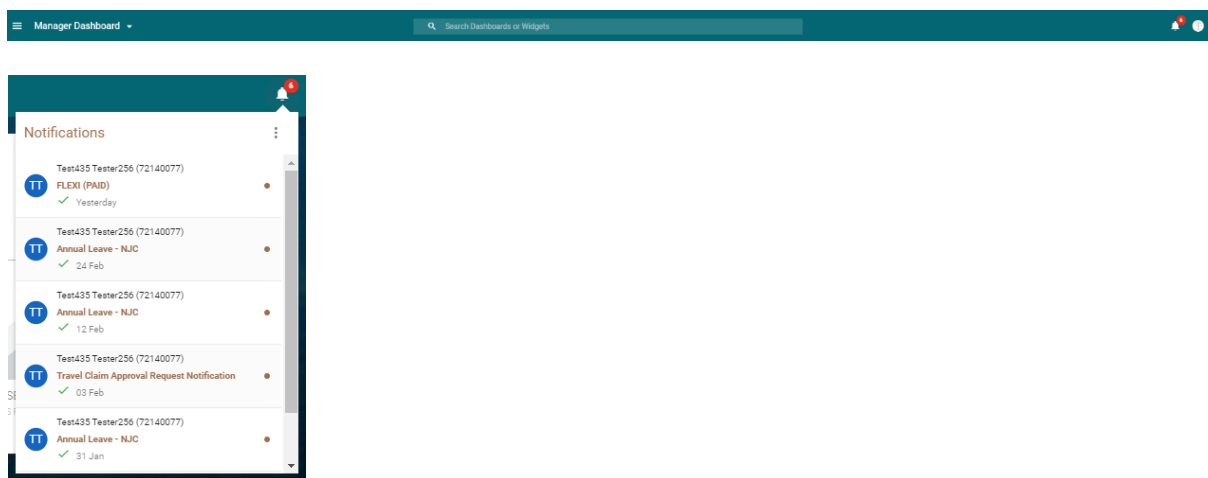 Manager Dashboard
Search Dashboards or Widgets
6
6
Notifications
Test435 Tester256 (72140077)
TT
FLEXI (PAID)
Yesterday
Test435 Tester256 (72140077)
TT
Annual Leave - NJC
24 Feb
Test435 Tester256 (72140077)
TT
Annual Leave - NJC
12 Feb
Test435 Tester256 (72140077)
TT
Travel Claim Approval Request Notification
03 Feb
Test435 Tester256 (72140077)
TT
Annual Leave - NJC
31 Jan